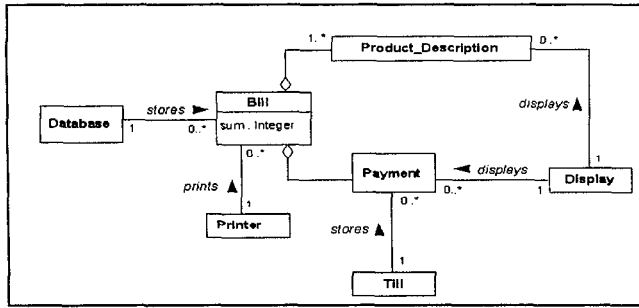 1..*
Product_Description
0..*
Bill
stores
displays
Database
1
0..*
sum : Integer
0..*
Payment
displays
1
prints
0..*
0..*
1
Display
1
stores
Printer
1
Till